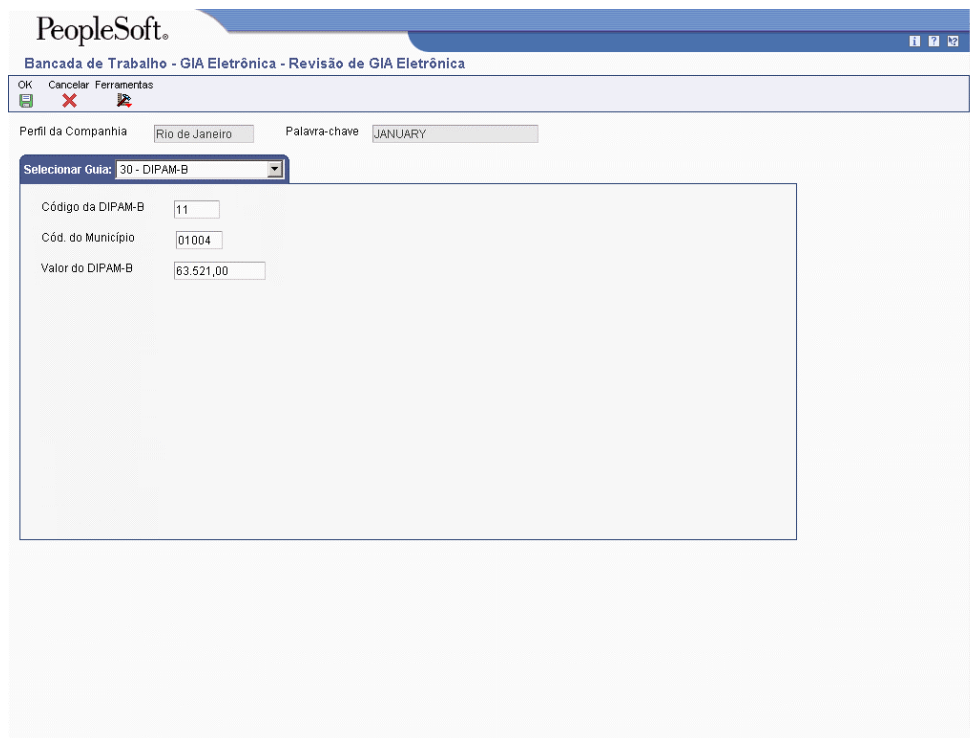 PeopleSoft®
Bancada de Trabalho - GIA Eletrônica - Revisão de GIA Eletrônica
OK Cancelar Ferramentas
Perfil da Companhia Rio de Janeiro Palavra-chave JANUARY
Selecionar Guia: 30 - DIPAM-B
Código da DIPAM-B 11
Cód. do Município 01004
Valor do DIPAM-B 63.521,00